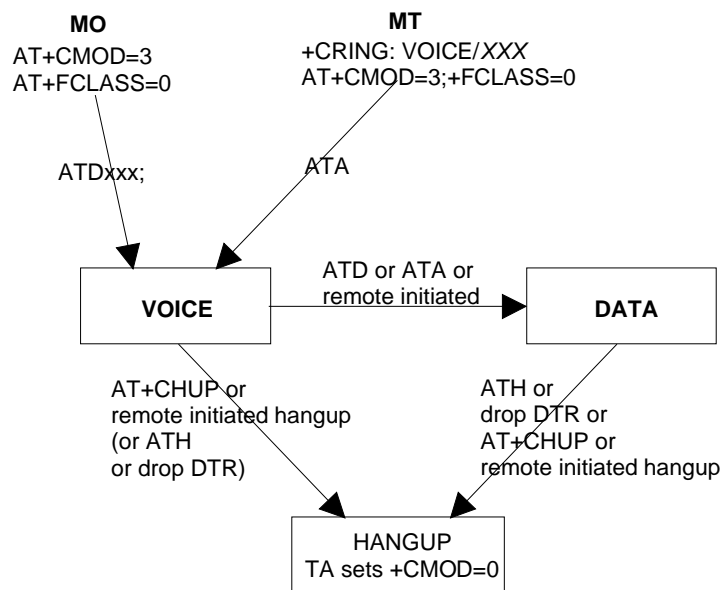 MO
AT+CMOD=3
AT+FCLASS=0
MT
+CRING: VOICE/XXX
AT+CMOD=3;+FCLASS=0
ATDxxx;
ATA
VOICE
ATD or ATA or
remote initiated
DATA
AT+CHUP or
remote initiated hangup
(or ATH
or drop DTR)
ATH or
drop DTR or
AT+CHUP or
remote initiated hangup
HANGUP
TA sets +CMOD=0